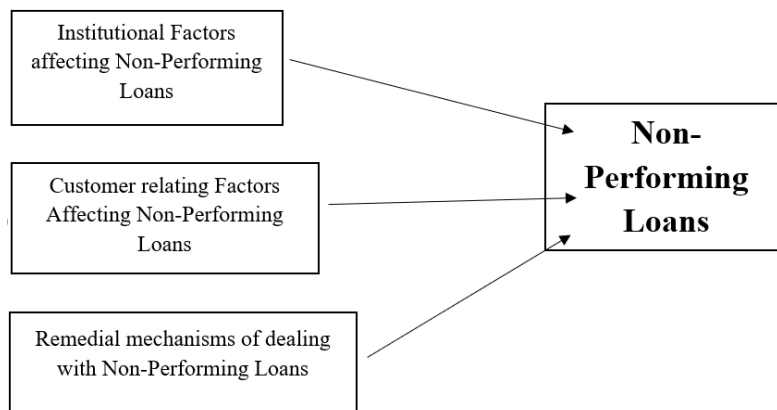 Institutional Factors
affecting Non-Performing
Loans
Non-
Performing
Loans
Customer relating Factors
Affecting Non-Performing
Loans
Remedial mechanisms of dealing
with Non-Performing Loans